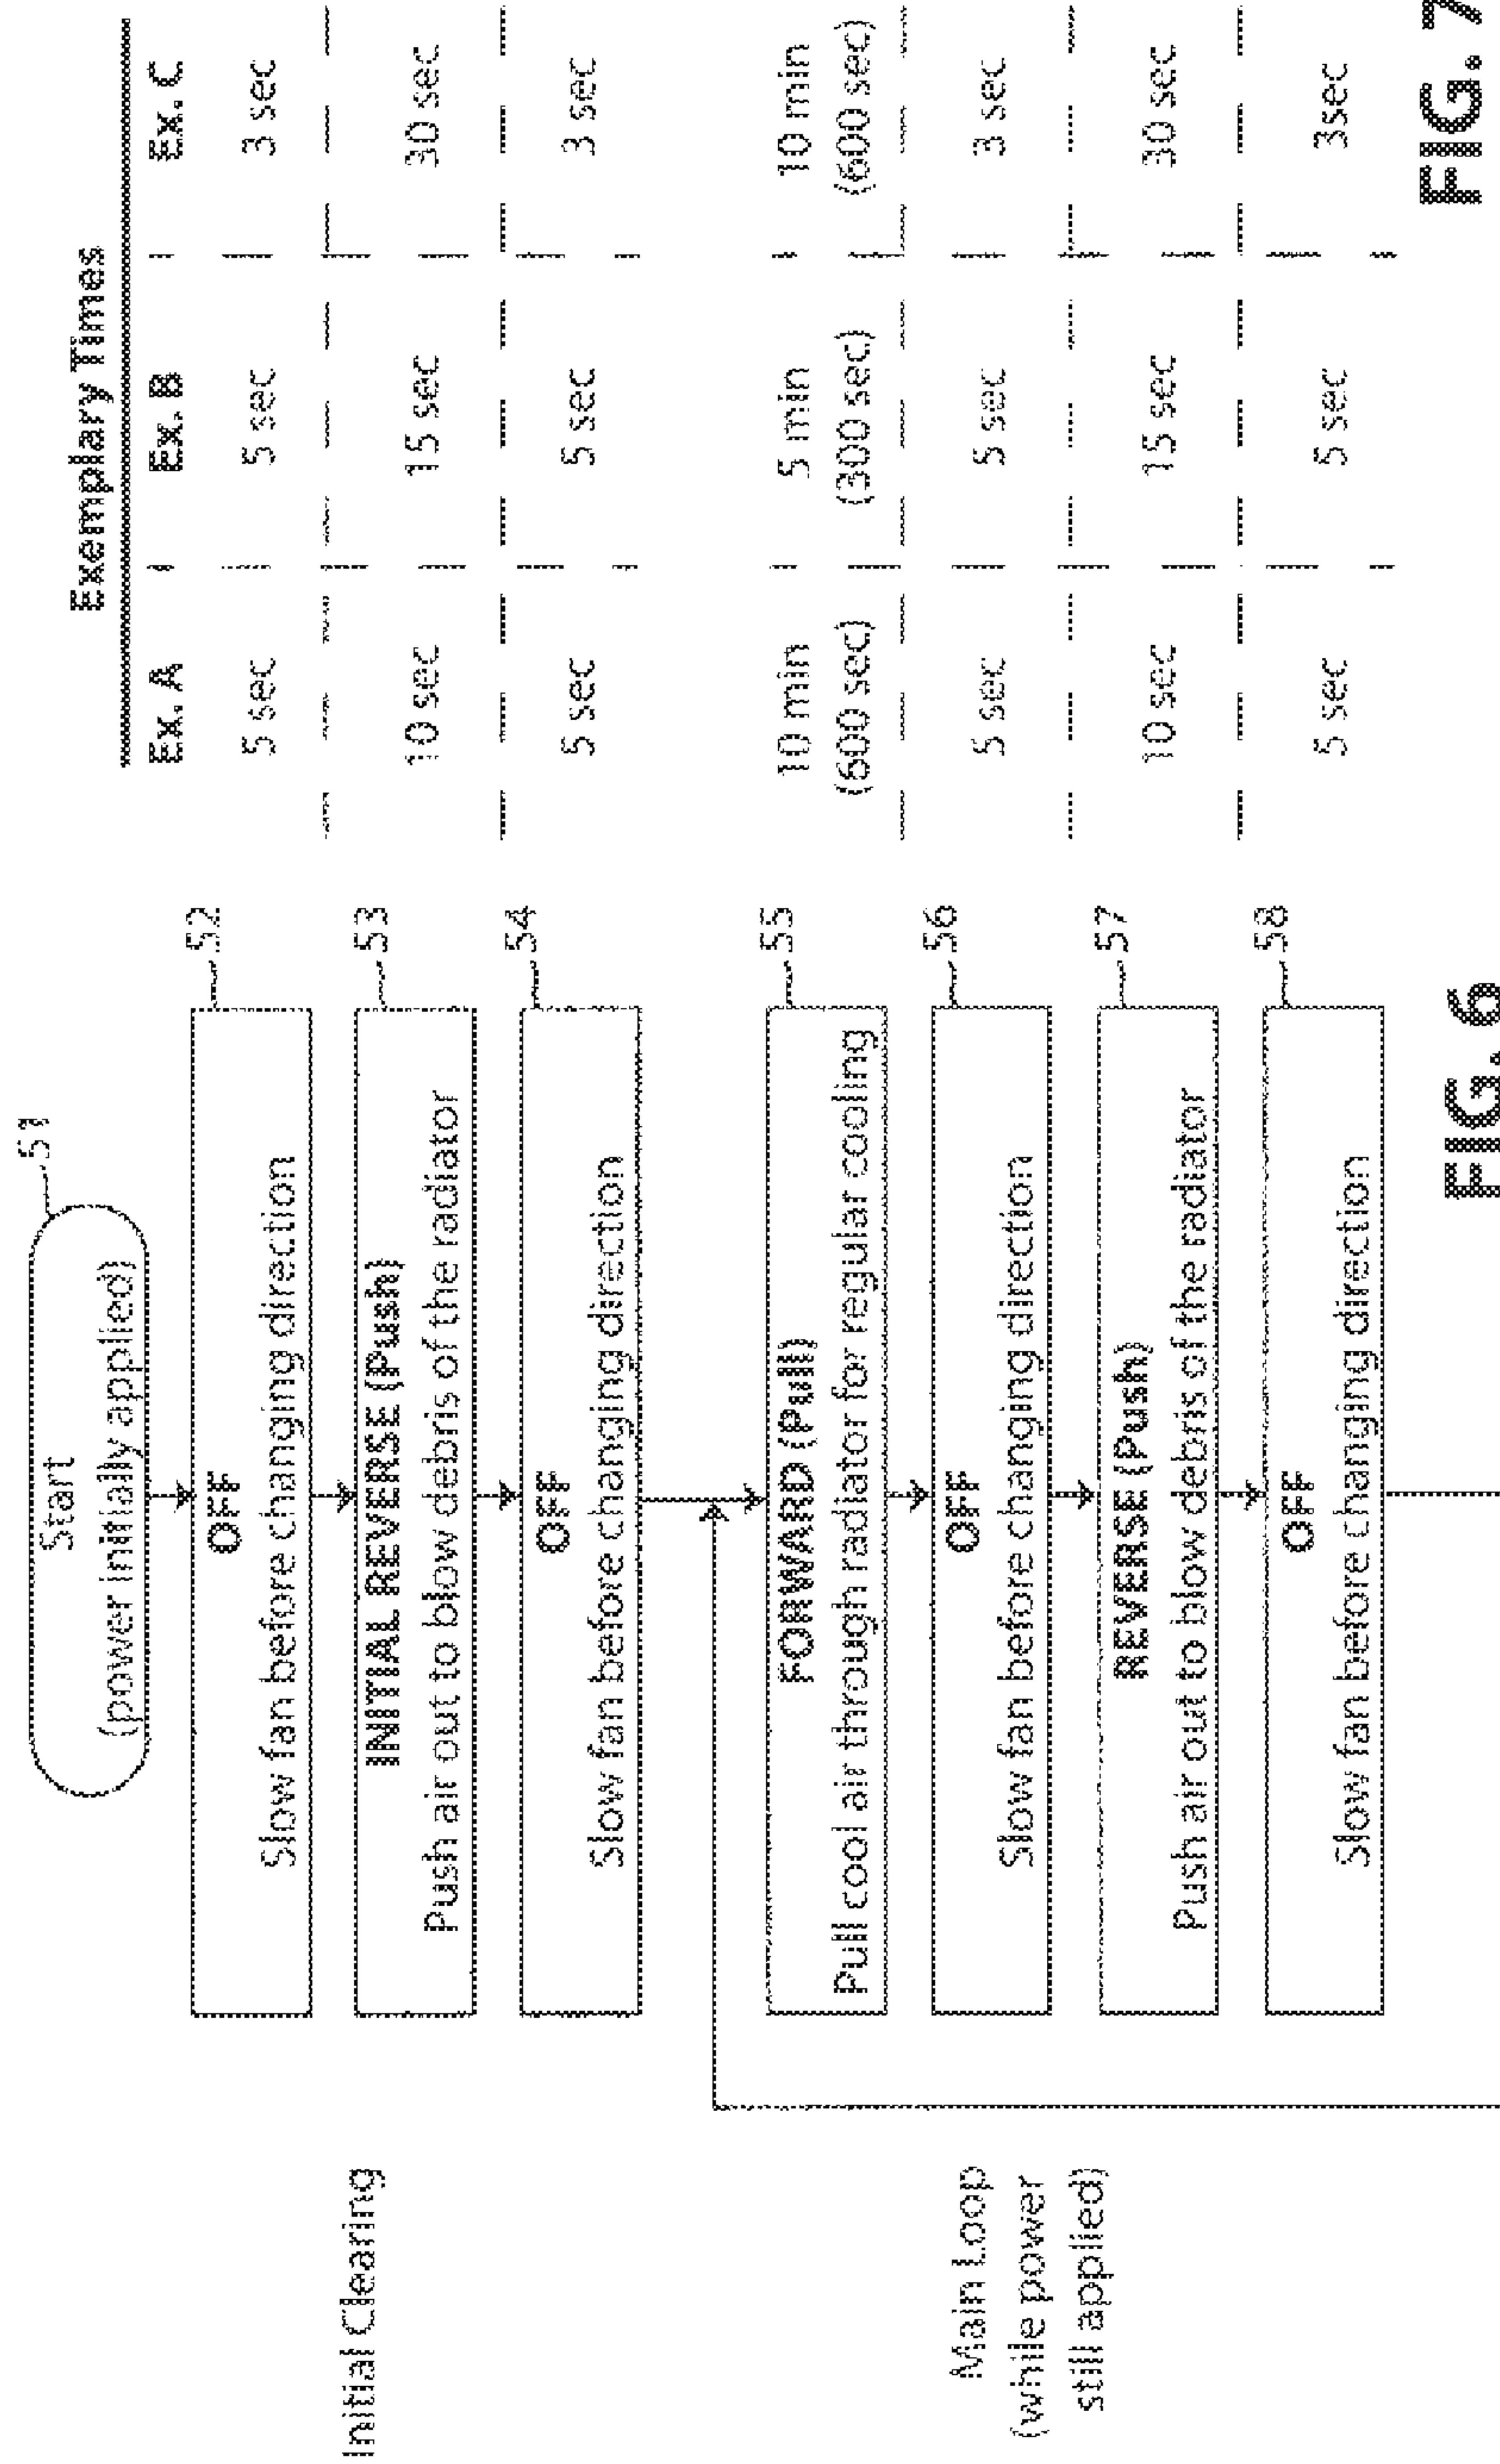 Exemplary Times
Ex. A Ex. B Ex. C
Start
(power initially applied)
51
Initial Clearing
OFF
Slow fan before changing direction
52
5 sec 5 sec 3 sec
INITIAL REVERSE (Push)
Push air out to blow debris of the radiator
53
10 sec 15 sec 30 sec
OFF
Slow fan before changing direction
54
5 sec 5 sec 3 sec
Main Loop
(while power
still applied)
FORWARD (Pull)
Pull cool air through radiator for regular cooling
55
10 min 5 min 10 min
(600 sec) (300 sec) (600 sec)
OFF
Slow fan before changing direction
56
5 sec 5 sec 3 sec
REVERSE (Push)
Push air out to blow debris of the radiator
57
10 sec 15 sec 30 sec
OFF
Slow fan before changing direction
58
5 sec 5 sec 3sec
FIG. 6
FIG. 7